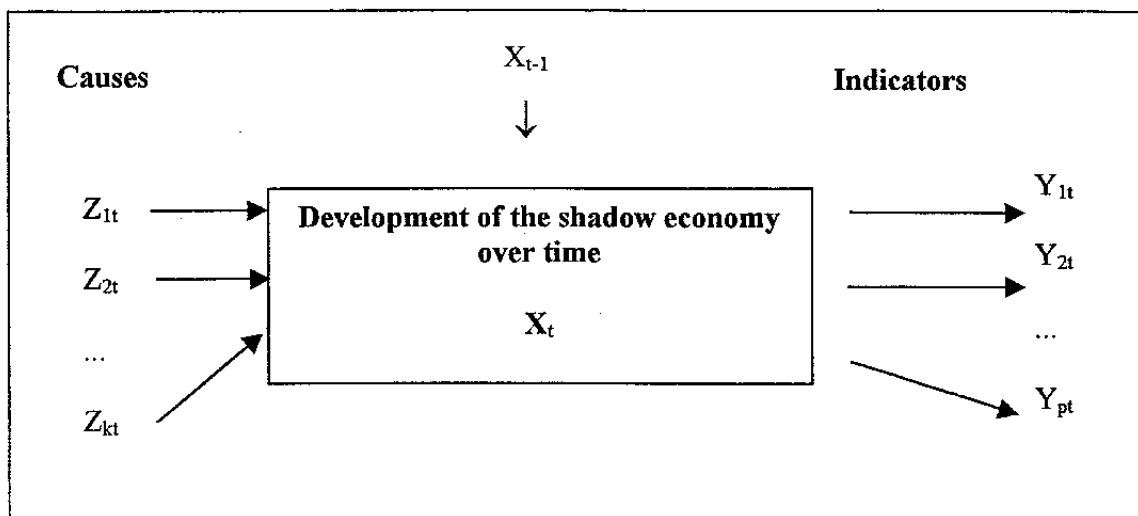 X_{t-1}
Causes
Indicators
Z_{1t}
Development of the shadow economy
over time
Y_{1t}
Z_{2t}
Y_{2t}
X_t
...
...
Z_{kt}
Y_{pt}